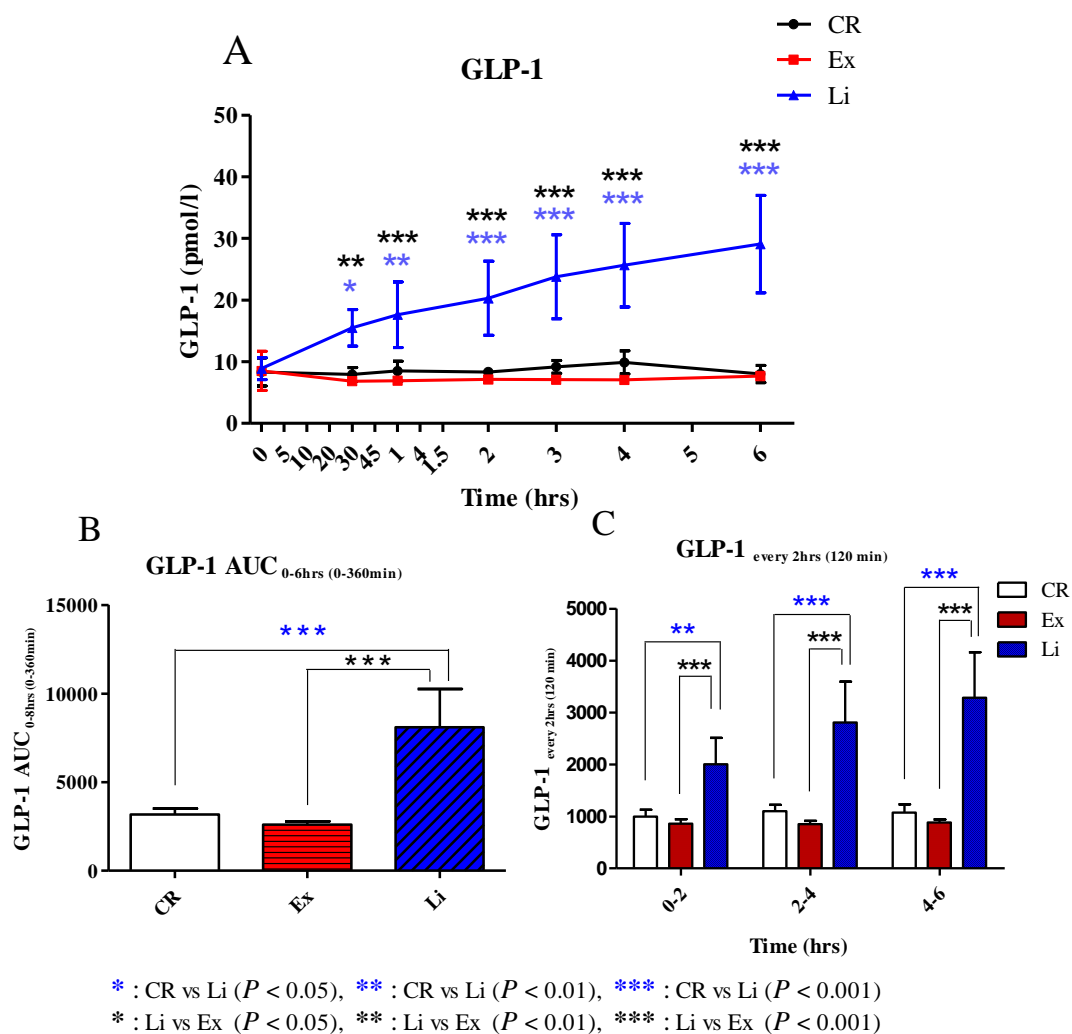 A
GLP-1
CR
Ex
Li
GLP-1 (pmol/l)
50
40
30
20
10
0
***
***
***
***
***
***
***
***
***
**
**
*
0
5
10
20
30
45
1
4
1.5
2
3
4
5
6
Time (hrs)
B
GLP-1 AUC 0-6hrs (0-360min)
GLP-1 AUC 0-8hrs (0-360min)
15000
10000
5000
0
***
***
CR
Ex
Li
C
GLP-1 every 2hrs (120 min)
CR
Ex
Li
GLP-1 every 2hrs (120 min)
5000
4000
3000
2000
1000
0
**
***
***
***
***
***
0-2
2-4
4-6
Time (hrs)
* : CR vs Li (P < 0.05), ** : CR vs Li (P < 0.01), *** : CR vs Li (P < 0.001)
* : Li vs Ex (P < 0.05), ** : Li vs Ex (P < 0.01), *** : Li vs Ex (P < 0.001)